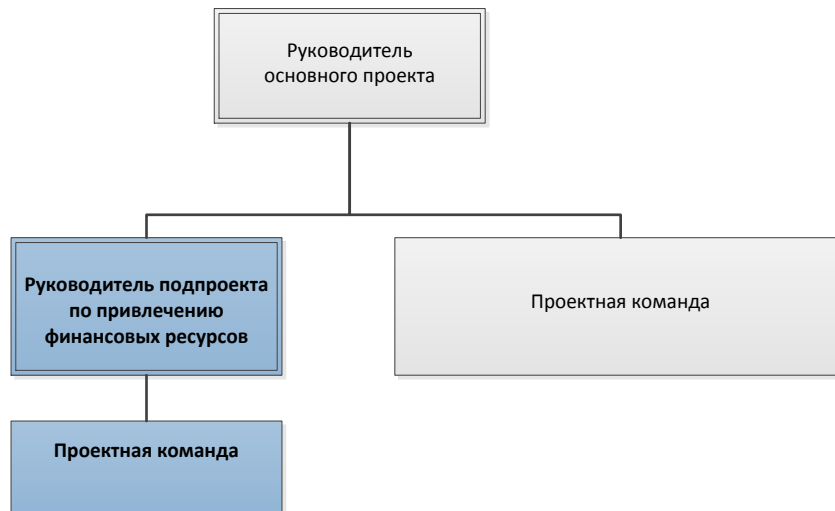 Руководитель
основного проекта
Руководитель подпроекта
по привлечению
финансовых ресурсов
Проектная команда
Проектная команда